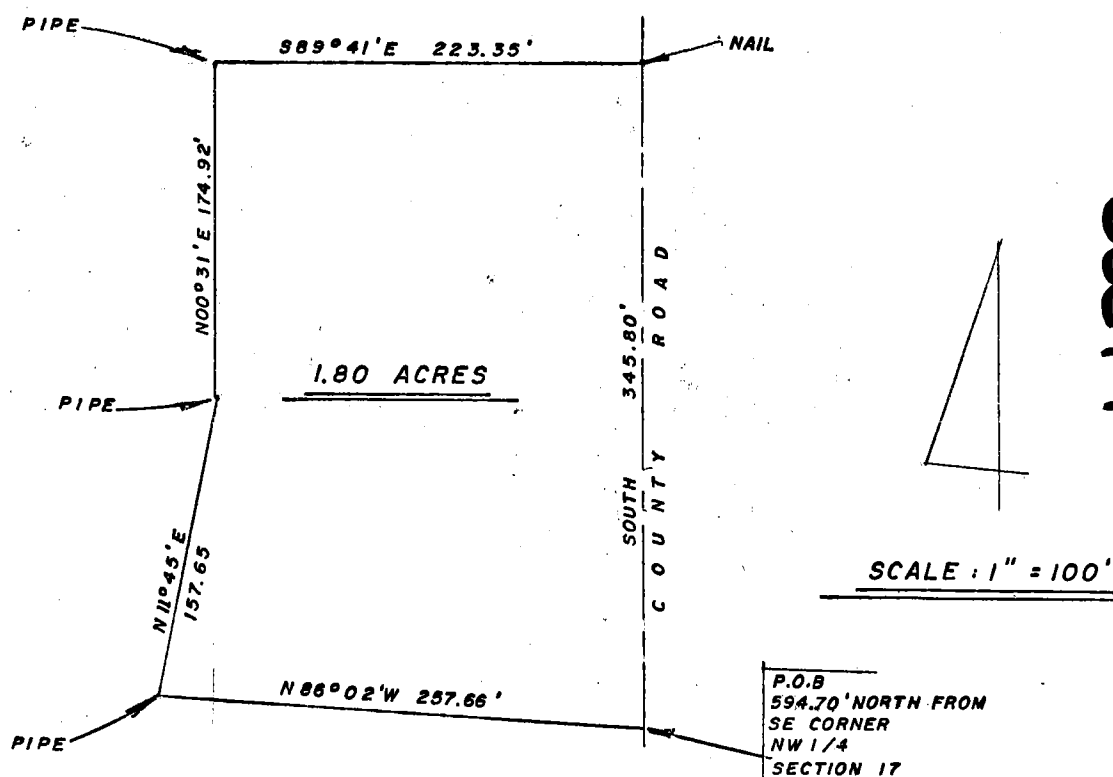 PIPE
S89°41'E 223.35'
NAIL
N00°31'E 174.92'
1.80 ACRES
345.80'
SOUTH
COUNTY ROAD
PIPE
N 11°45'E
157.65
SCALE : 1" = 100'
N 86°02'W 257.66'
PIPE
P.O.B
594.70' NORTH FROM
SE CORNER
NW 1/4
SECTION 17